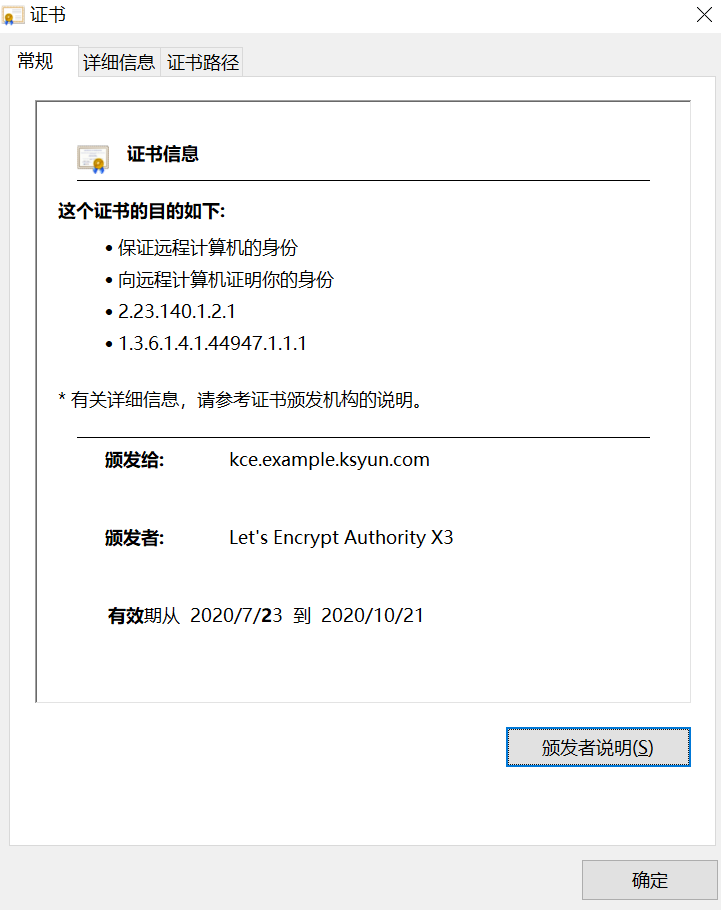 证书
常规 详细信息 证书路径
证书信息
这个证书的目的如下:
• 保证远程计算机的身份
• 向远程计算机证明你的身份
• 2.23.140.1.2.1
• 1.3.6.1.4.1.44947.1.1.1
* 有关详细信息，请参考证书颁发机构的说明。
颁发给: kce.example.ksyun.com
颁发者: Let's Encrypt Authority X3
有效期从 2020/7/23 到 2020/10/21
颁发者说明(S)
确定